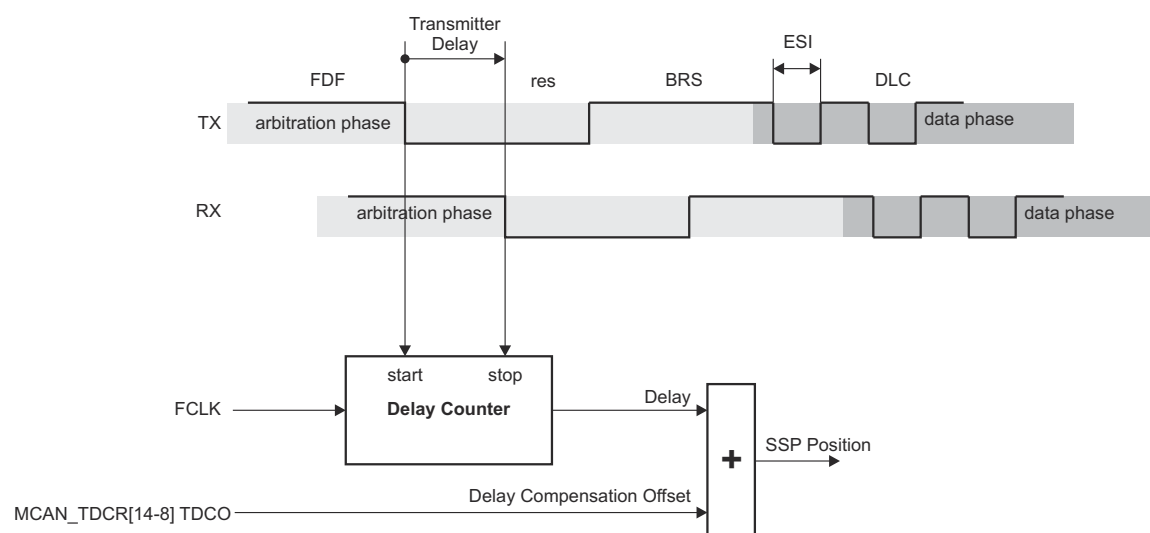 Transmitter
Delay
ESI
FDF
res
BRS
DLC
TX
arbitration phase
data phase
RX
arbitration phase
data phase
start
stop
FCLK
Delay Counter
Delay
+
SSP Position
Delay Compensation Offset
MCAN_TDCR[14-8] TDCO